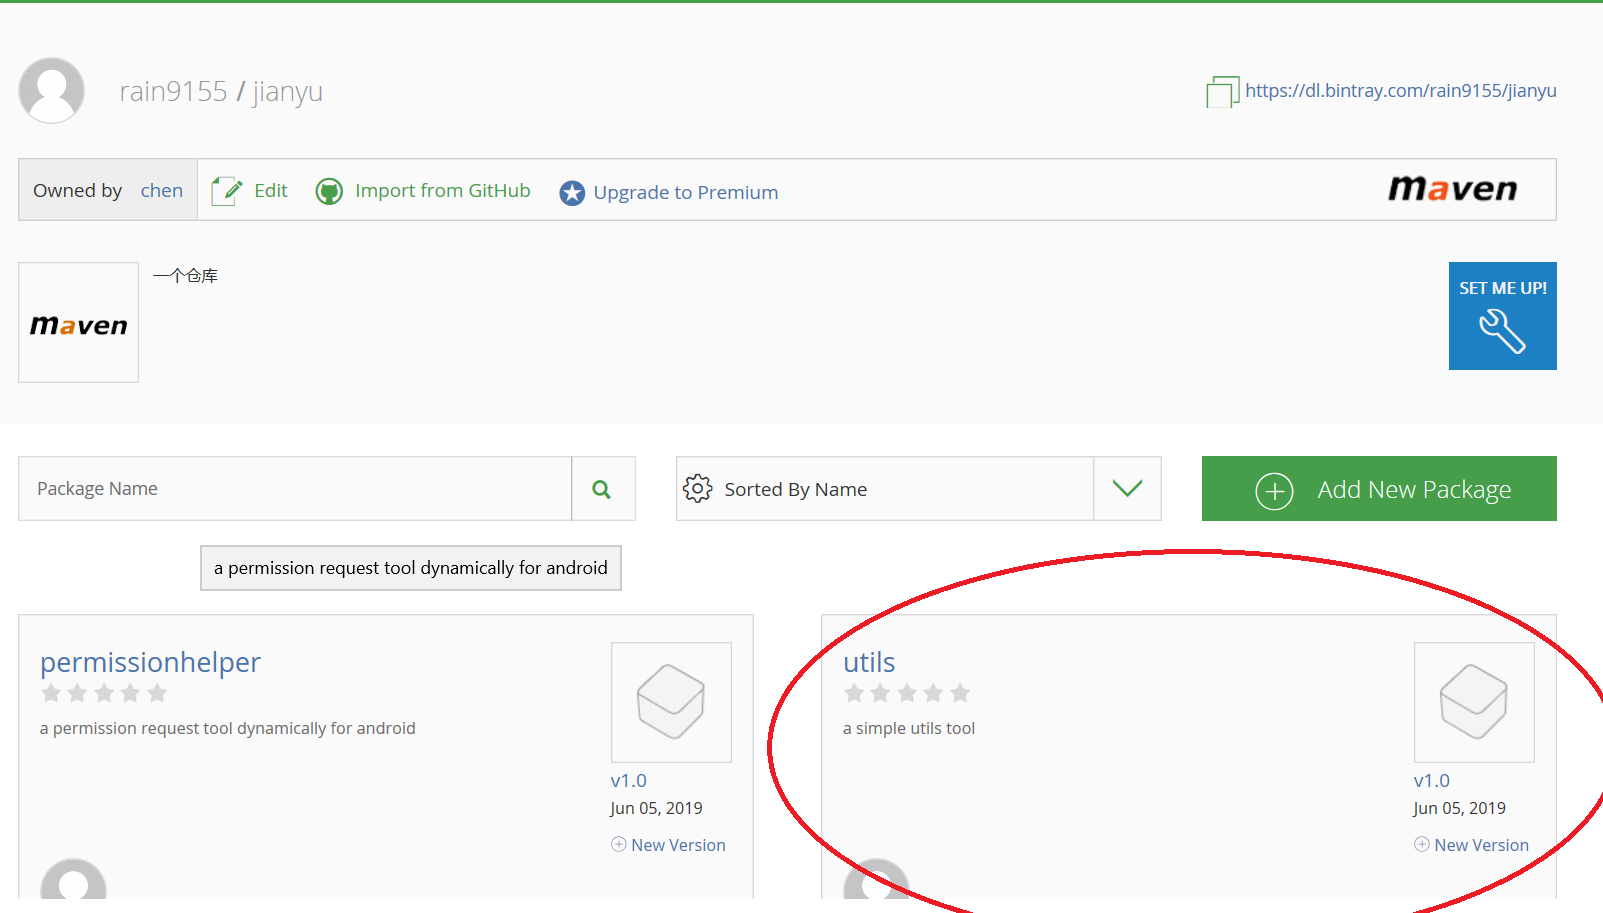 rain9155 / jianyu
https://dl.bintray.com/rain9155/jianyu
Owned by chen
Edit
Import from GitHub
Upgrade to Premium
maven
maven
一个仓库
SET ME UP!
Package Name
Sorted By Name
Add New Package
a permission request tool dynamically for android
permissionhelper
a permission request tool dynamically for android
v1.0
Jun 05, 2019
New Version
utils
a simple utils tool
v1.0
Jun 05, 2019
New Version